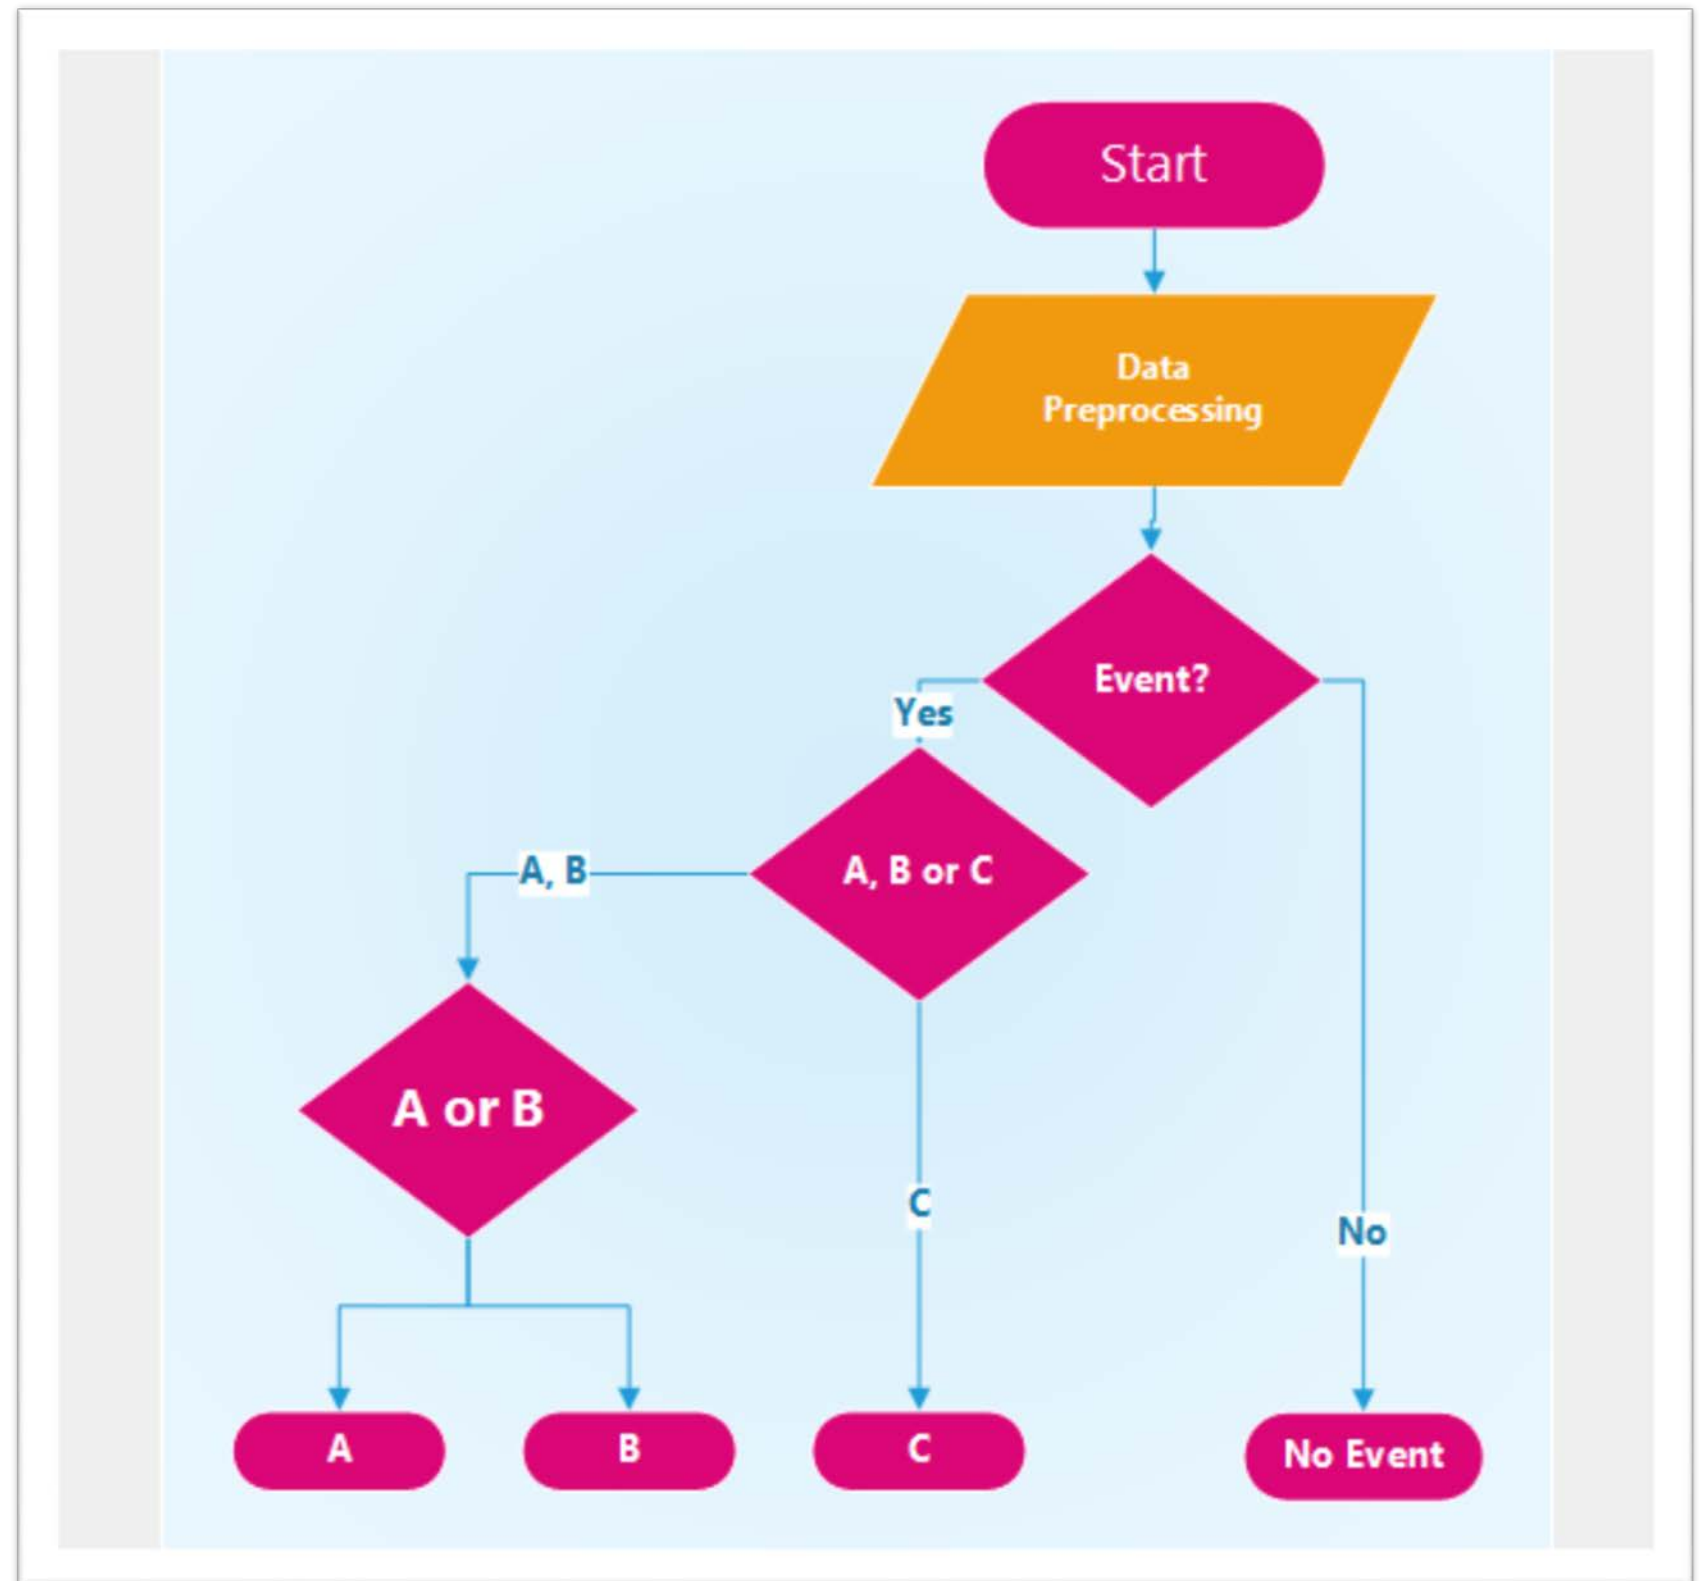 Start
Data
Preprocessing
Event?
Yes
A, B or C
A, B
A or B
C
No
A
B
C
No Event